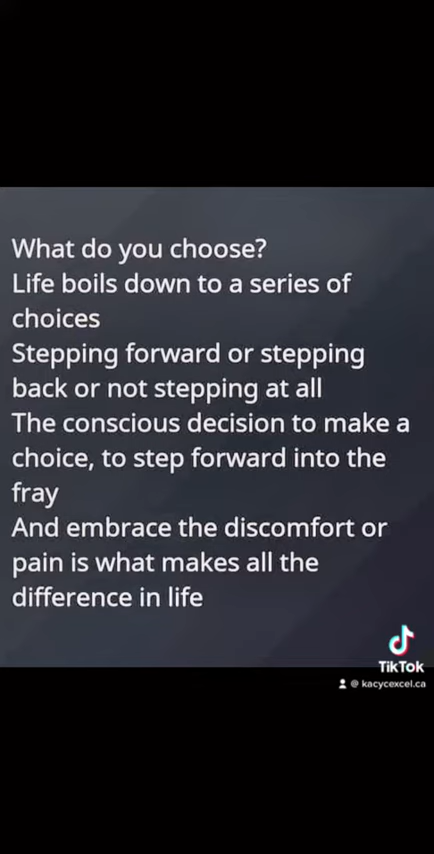 What do you choose?
Life boils down to a series of
choices
Stepping forward or stepping
back or not stepping at all
The conscious decision to make a
choice, to step forward into the
fray
And embrace the discomfort or
pain is what makes all the
difference in life
TikTok
@ kacycexcel.ca